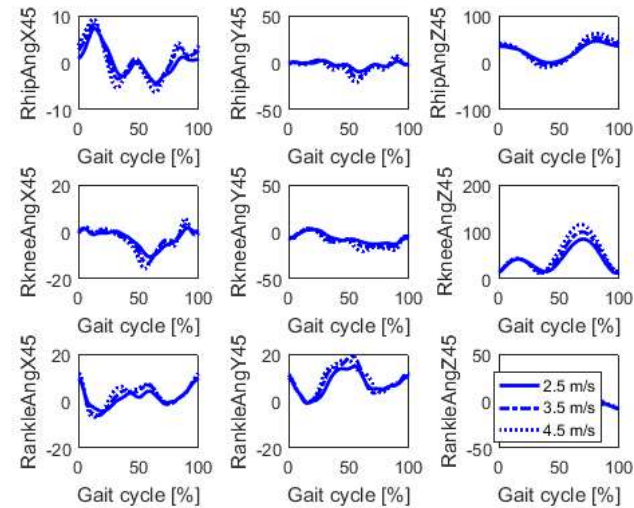 RhipAngX45
10
0
-10
0 50 100
Gait cycle [%]
RhipAngY45
50
0
-50
0 50 100
Gait cycle [%]
RhipAngZ45
100
0
-100
0 50 100
Gait cycle [%]
RkneeAngX45
20
0
-20
0 50 100
Gait cycle [%]
RkneeAngY45
50
0
-50
0 50 100
Gait cycle [%]
RkneeAngZ45
200
100
0
0 50 100
Gait cycle [%]
RankleAngX45
20
0
-20
0 50 100
Gait cycle [%]
RankleAngY45
20
0
-20
0 50 100
Gait cycle [%]
RankleAngZ45
50
0
-50
0 50 100
Gait cycle [%]
2.5 m/s
3.5 m/s
4.5 m/s